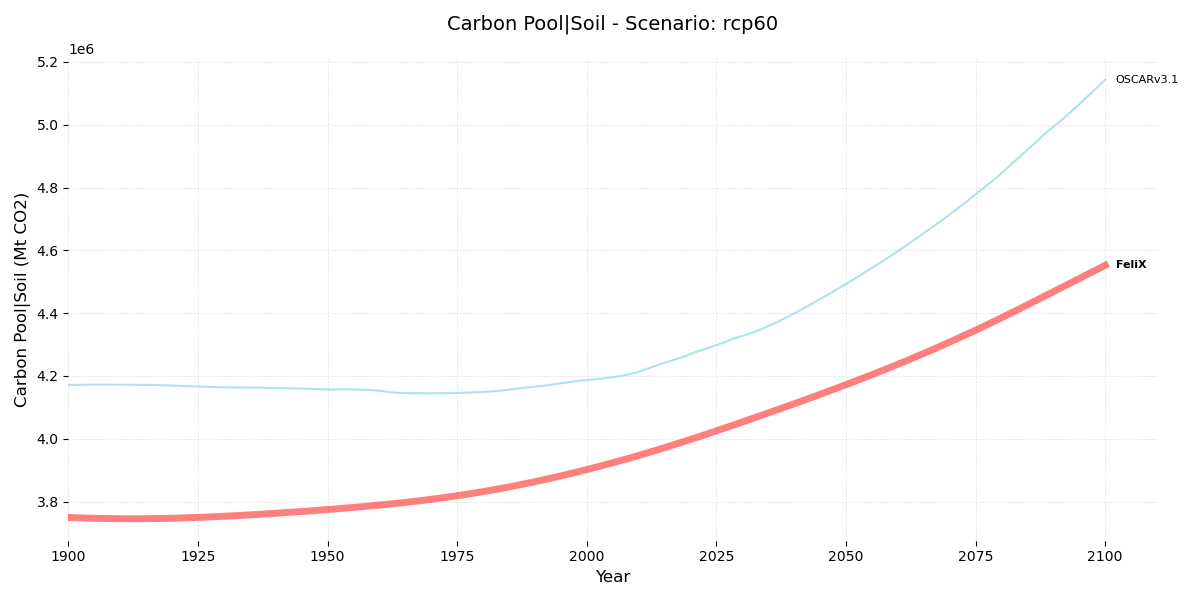 Carbon Pool|Soil - Scenario: rcp60
1e6
5.2
5.0
4.8
4.6
4.4
4.2
4.0
3.8
Carbon Pool|Soil (Mt CO2)
OSCARv3.1
FeliX
1900 1925 1950 1975 2000 2025 2050 2075 2100
Year